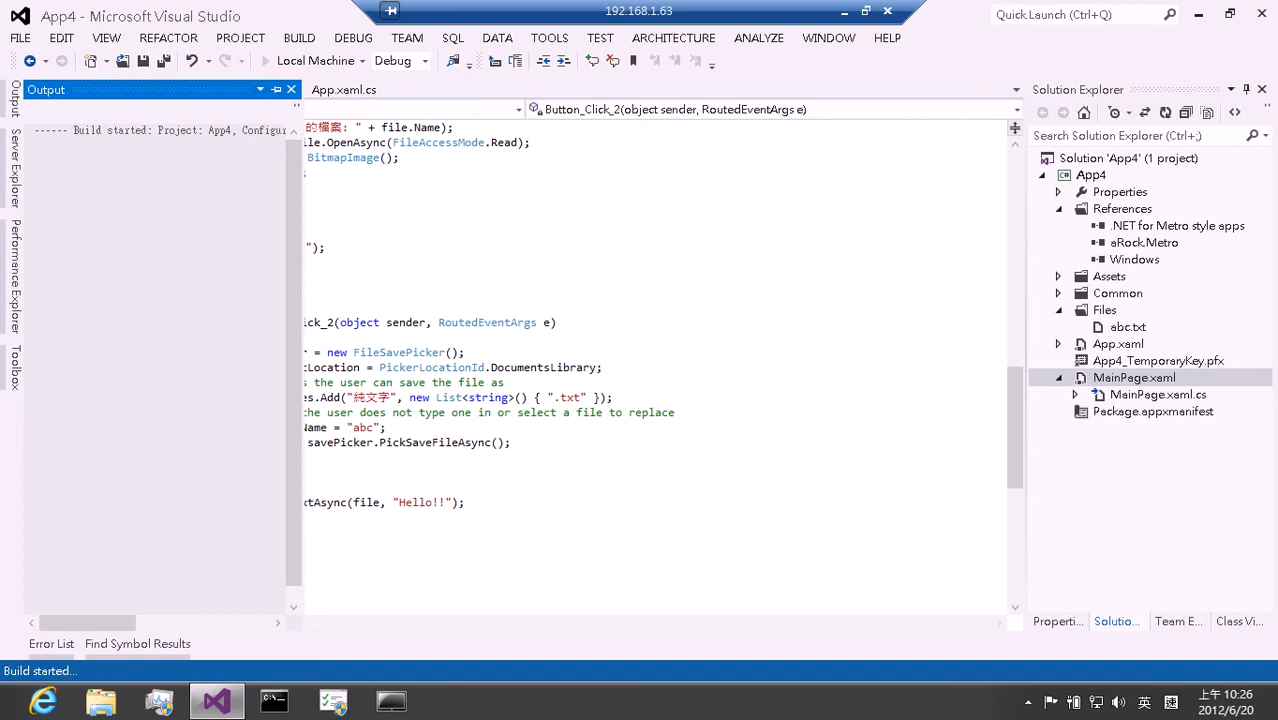 App4 - Microsoft Visual Studio
192.168.1.63
Quick Launch (Ctrl+Q)
FILE EDIT VIEW REFACTOR PROJECT BUILD DEBUG TEAM SQL DATA TOOLS TEST ARCHITECTURE ANALYZE WINDOW HELP
Local Machine Debug
Output
App.xaml.cs
Solution Explorer
Button_Click_2(object sender, RoutedEventArgs e)
------ Build started: Project: App4, Configur
的檔案: " + file.Name);
ile.OpenAsync(FileAccessMode.Read);
BitmapImage();
;
");
ick_2(object sender, RoutedEventArgs e)
r = new FileSavePicker();
tLocation = PickerLocationId.DocumentsLibrary;
s the user can save the file as
es.Add("純文字", new List<string>() { ".txt" });
the user does not type one in or select a file to replace
Name = "abc";
savePicker.PickSaveFileAsync();
xtAsync(file, "Hello!!");
Output
Server Explorer
Performance Explorer
Toolbox
Search Solution Explorer (Ctrl+;)
Solution 'App4' (1 project)
App4
Properties
References
.NET for Metro style apps
aRock.Metro
Windows
Assets
Common
Files
abc.txt
App.xaml
App4_TemporaryKey.pfx
MainPage.xaml
MainPage.xaml.cs
Package.appxmanifest
Properti... Solutio... Team E... Class Vi...
Error List Find Symbol Results
Build started...
英
上午 10:26
2012/6/20